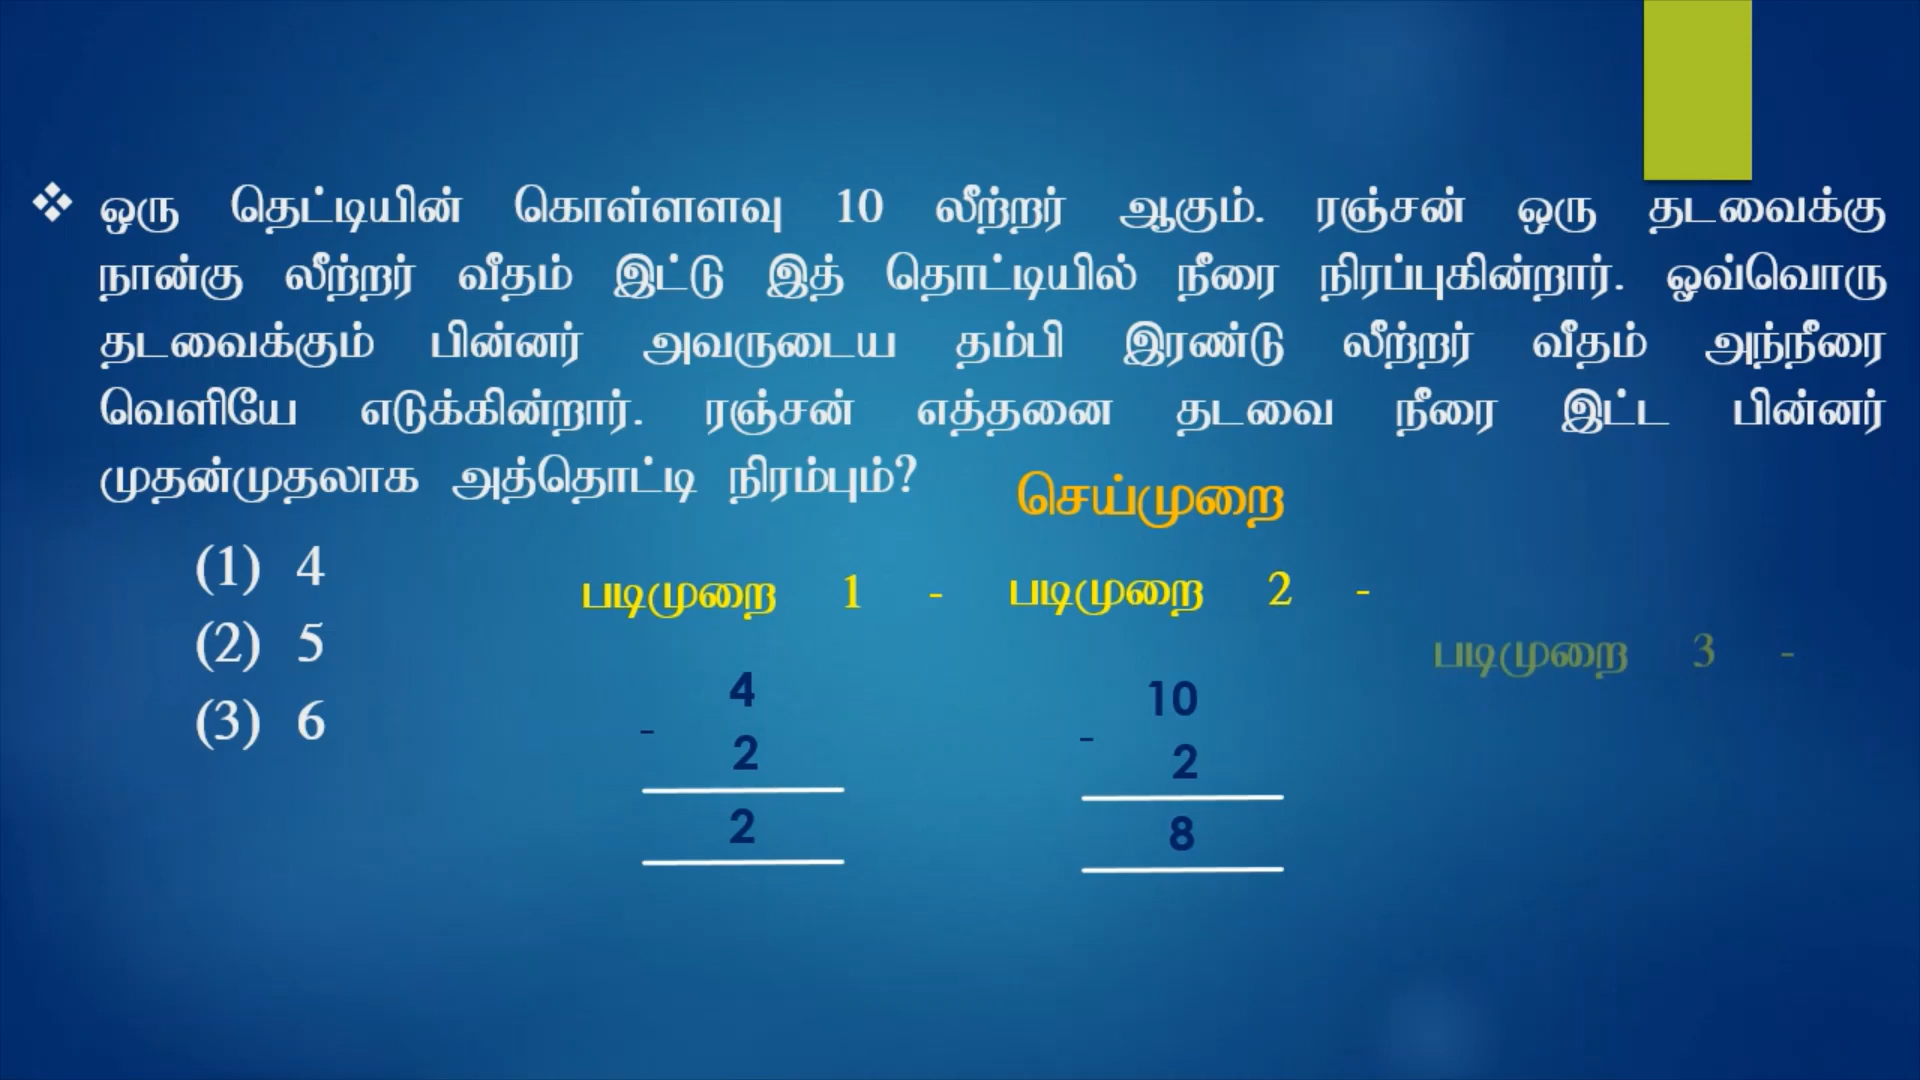 ❖ ஒரு தெட்டியின் கொள்ளளவு 10 லீற்றர் ஆகும். ரஞ்சன் ஒரு தடவைக்கு
நான்கு லீற்றர் வீதம் இட்டு இத் தொட்டியில் நீரை நிரப்புகின்றார். ஓவ்வொரு
தடவைக்கும் பின்னர் அவருடைய தம்பி இரண்டு லீற்றர் வீதம் அந்நீரை
வெளியே எடுக்கின்றார். ரஞ்சன் எத்தனை தடவை நீரை இட்ட பின்னர்
முதன்முதலாக அத்தொட்டி நிரம்பும்?
செய்முறை
(1) 4
(2) 5
(3) 6
படிமுறை 1 -
4
- 2
2
படிமுறை 2 -
10
- 2
8
படிமுறை 3 -